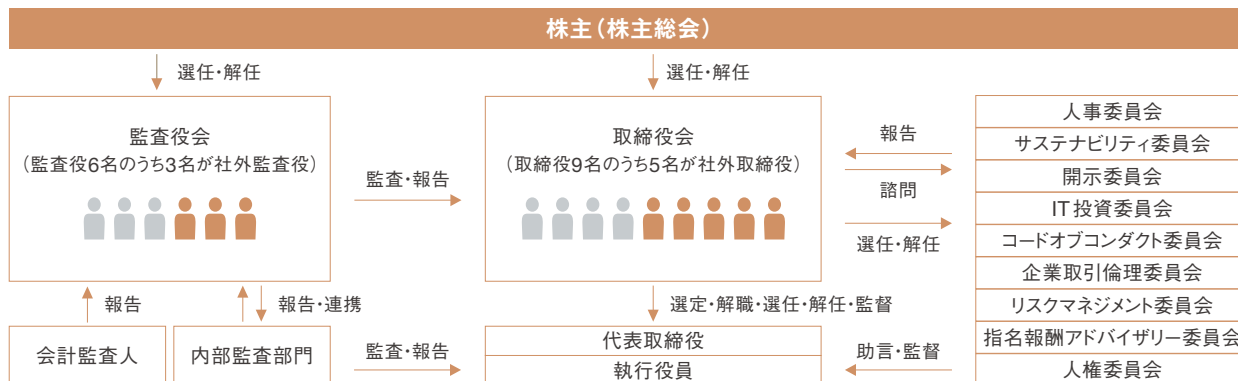 株主(株主総会)
選任・解任
選任・解任
監査役会
(監査役6名のうち3名が社外監査役)
監査・報告
取締役会
(取締役9名のうち5名が社外取締役)
報告
諮問
選任・解任
人事委員会
サステナビリティ委員会
開示委員会
IT投資委員会
コードオブコンダクト委員会
企業取引倫理委員会
リスクマネジメント委員会
指名報酬アドバイザリー委員会
人権委員会
報告
報告・連携
選定・解職・選任・解任・監督
会計監査人
内部監査部門
監査・報告
代表取締役
執行役員
助言・監督